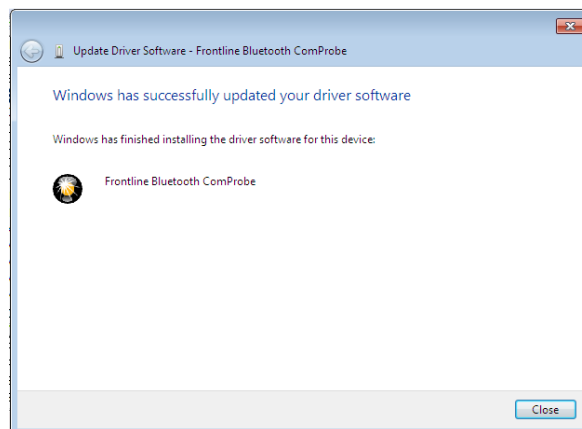 Update Driver Software - Frontline Bluetooth ComProbe
Windows has successfully updated your driver software
Windows has finished installing the driver software for this device:
Frontline Bluetooth ComProbe
Close